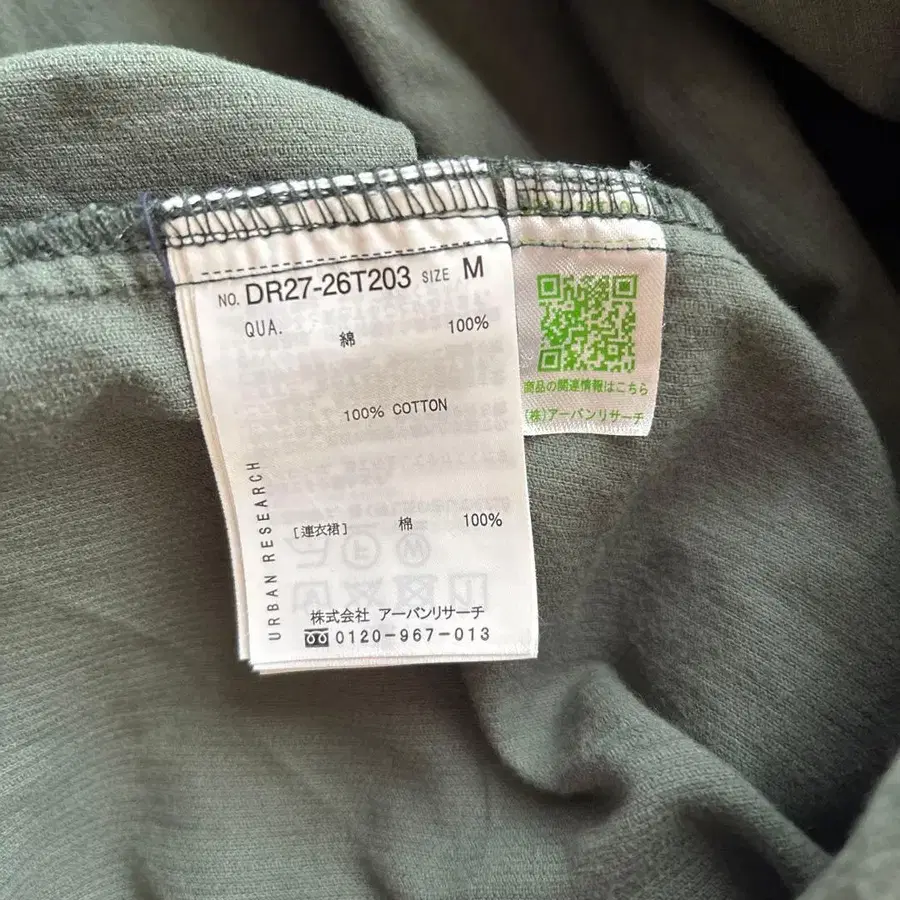 NO. DR27-26T203 SIZE M
QUA.
綿 100%
100% COTTON
[連衣裙] 棉 100%
URBAN RESEARCH
株式会社 アーバンリサーチ
0120-967-013
商品の関連情報はこちら
(株)アーバンリサーチ